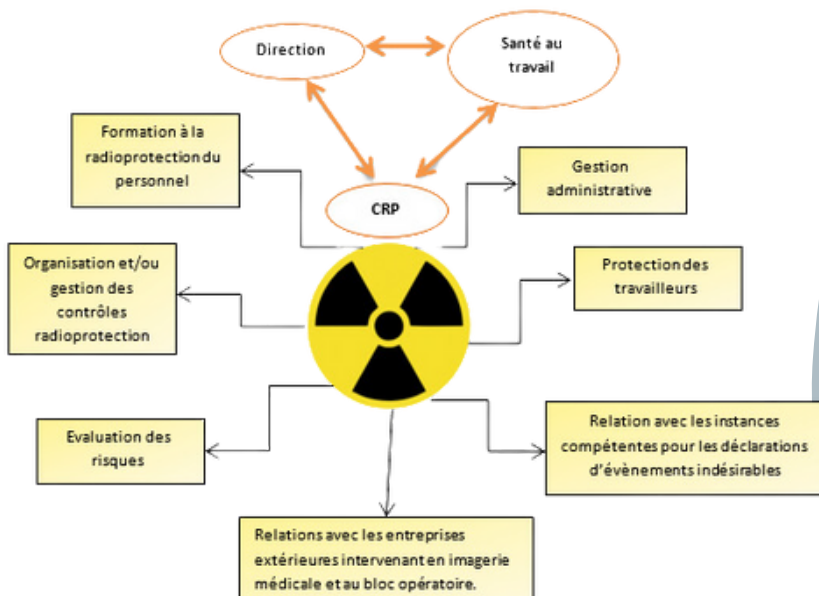 Direction
Santé au
travail
Formation à la
radioprotection du
personnel
CRP
Gestion
administrative
Organisation et/ou
gestion des
contrôles
radioprotection
Protection des
travailleurs
Evaluation des
risques
Relation avec les instances
compétentes pour les déclarations
d'évènements indésirables
Relations avec les entreprises
extérieures intervenant en imagerie
médicale et au bloc opératoire.